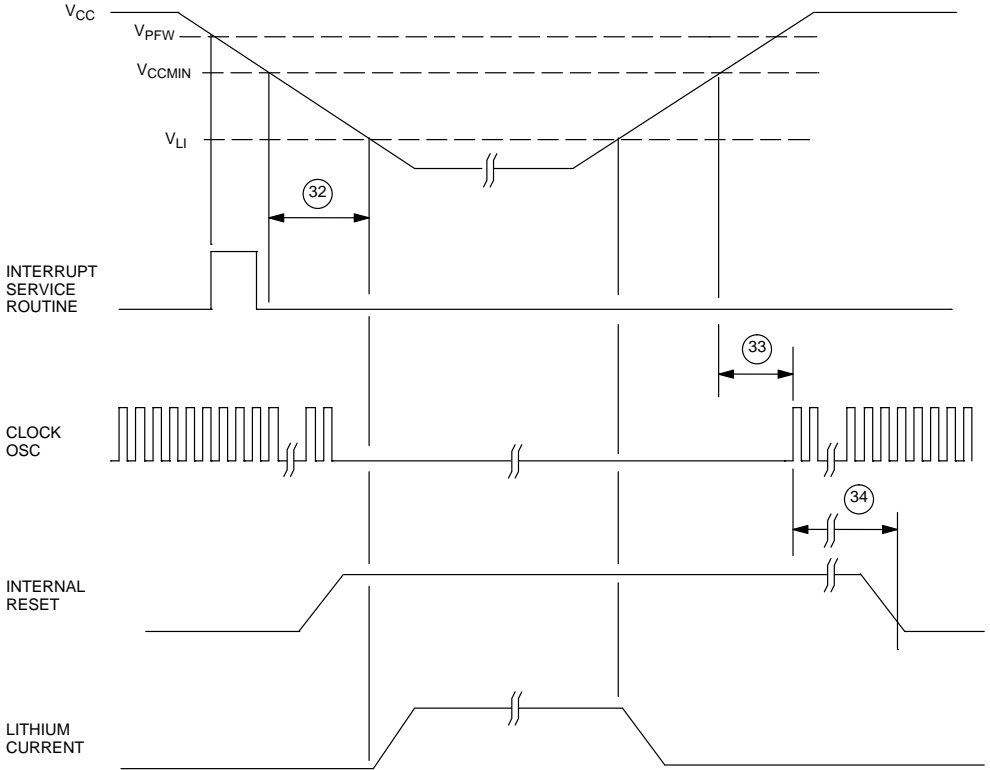 VCC
VPFW
VCCMIN
VLI
32
INTERRUPT
SERVICE
ROUTINE
33
CLOCK
OSC
34
INTERNAL
RESET
LITHIUM
CURRENT